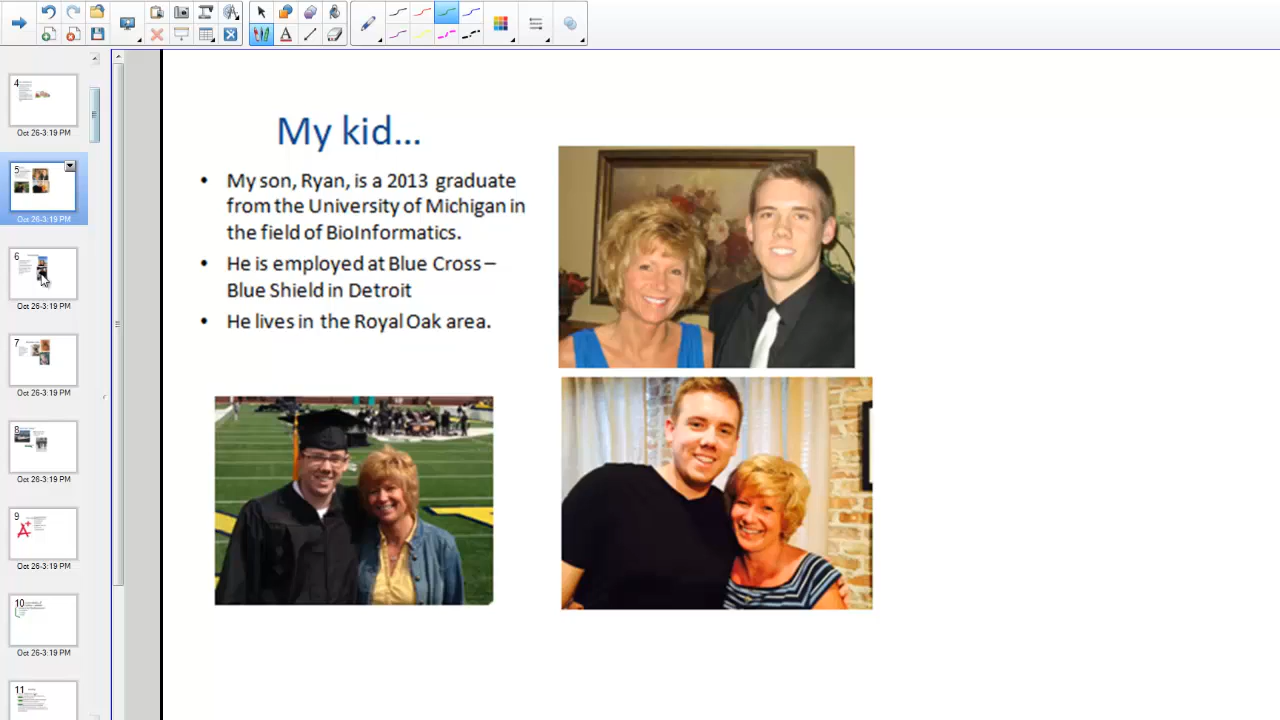 My kid...
• My son, Ryan, is a 2013 graduate
from the University of Michigan in
the field of BioInformatics.
• He is employed at Blue Cross –
Blue Shield in Detroit
• He lives in the Royal Oak area.
4
Oct 26-3:19 PM
5
Oct 26-3:19 PM
6
Oct 26-3:19 PM
7
Oct 26-3:19 PM
8
Oct 26-3:19 PM
9
A+
Oct 26-3:19 PM
10
Oct 26-3:19 PM
11